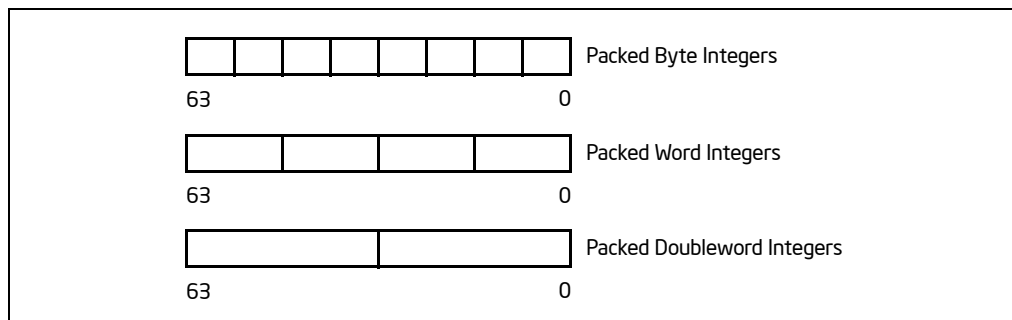 Packed Byte Integers
63 0
Packed Word Integers
63 0
Packed Doubleword Integers
63 0